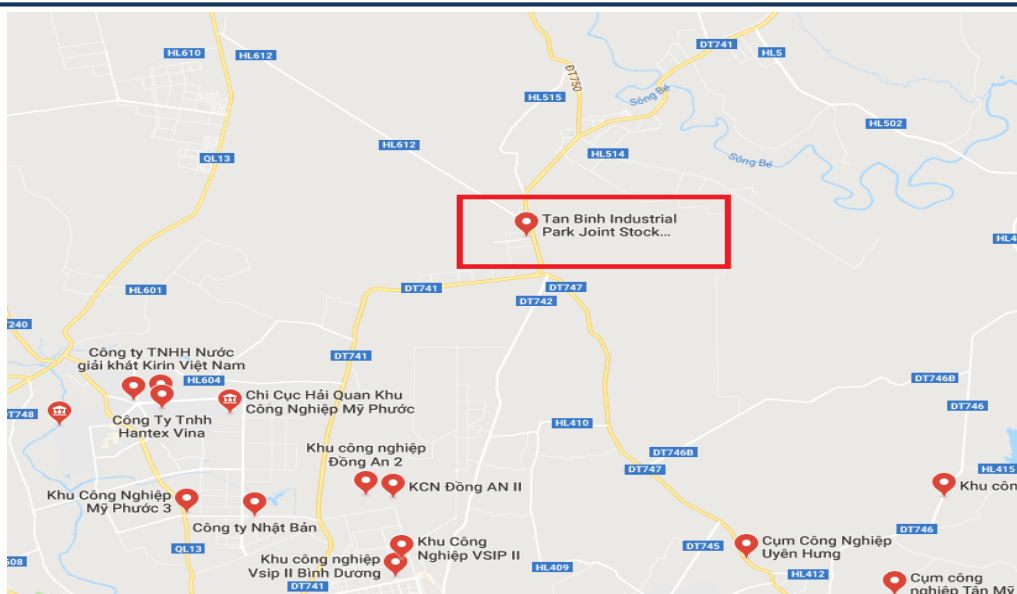 DT741
HL610
HL612
HL5
ĐT750
HL515
Sông Bé
HL502
HL612
HL514
QL13
Sông Bé
Tan Binh Industrial
Park Joint Stock...
HL4
DT741
DT747
HL601
DT742
T240
Công ty TNHH Nước
giải khát Kirin Việt Nam
DT741
HL604
DT746B
Chi Cục Hải Quan Khu
Công Nghiệp Mỹ Phước
DT746
T748
Công Ty Tnhh
Hantex Vina
HL410
Khu công nghiệp
Đồng An 2
DT746B
DT747
HL415
KCN Đồng AN II
Khu côn
Khu Công Nghiệp
Mỹ Phước 3
Công ty Nhật Bản
DT746
QL13
Khu Công
Nghiệp VSIP II
DT745
Cụm Công Nghiệp
Uyên Hưng
508
Khu công nghiệp
Vsip II Bình Dương
HL409
HL412
DT741
Cụm công
nghiệp Tân Mỹ